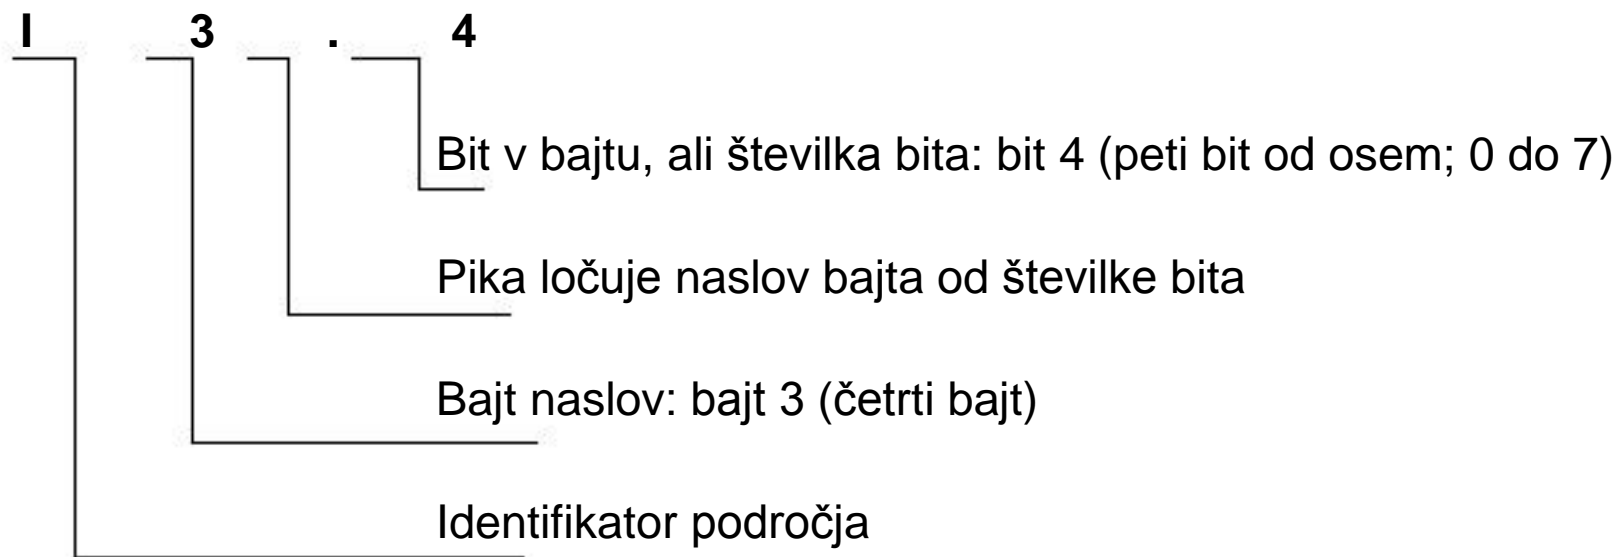 I 3 . 4
Bit v bajtu, ali številka bita: bit 4 (peti bit od osem; 0 do 7)
Pika ločuje naslov bajta od številke bita
Bajt naslov: bajt 3 (četrti bajt)
Identifikator področja